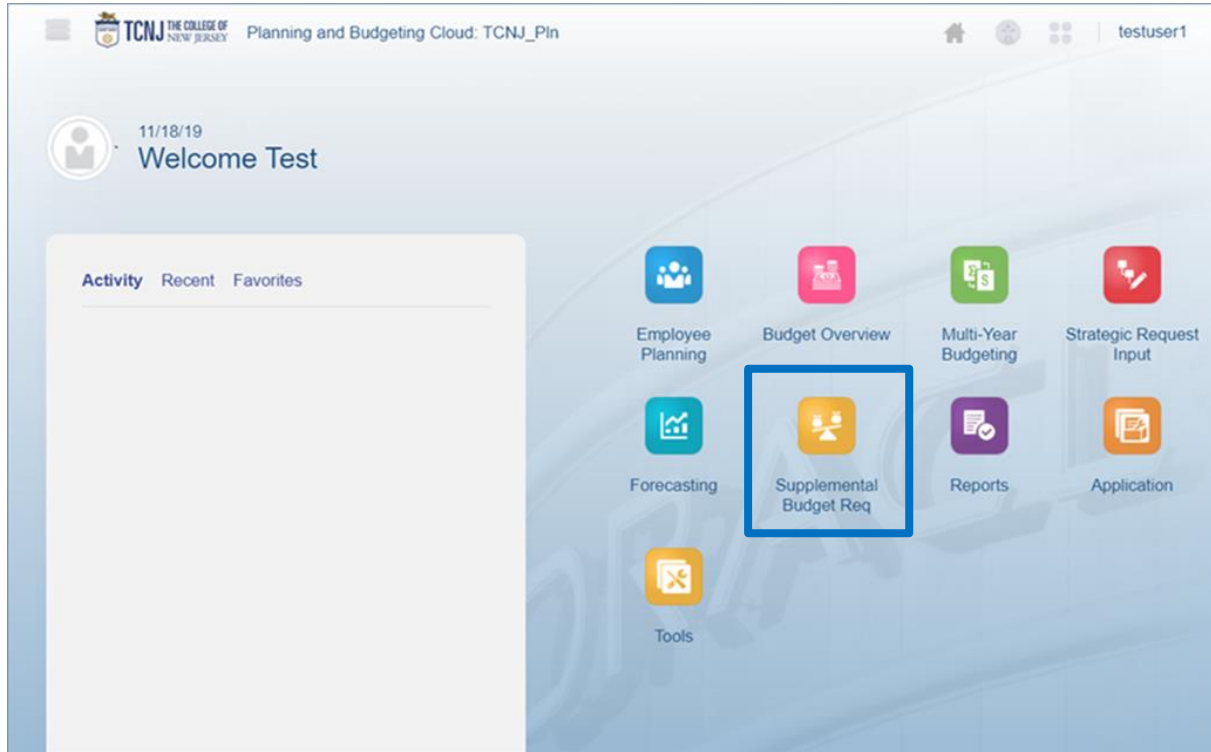 TCNJ THE COLLEGE OF NEW JERSEY Planning and Budgeting Cloud: TCNJ_Pln testuser1
11/18/19
Welcome Test
Activity Recent Favorites
Employee Planning
Budget Overview
Multi-Year Budgeting
Strategic Request Input
Forecasting
Supplemental Budget Req
Reports
Application
Tools
ORACL